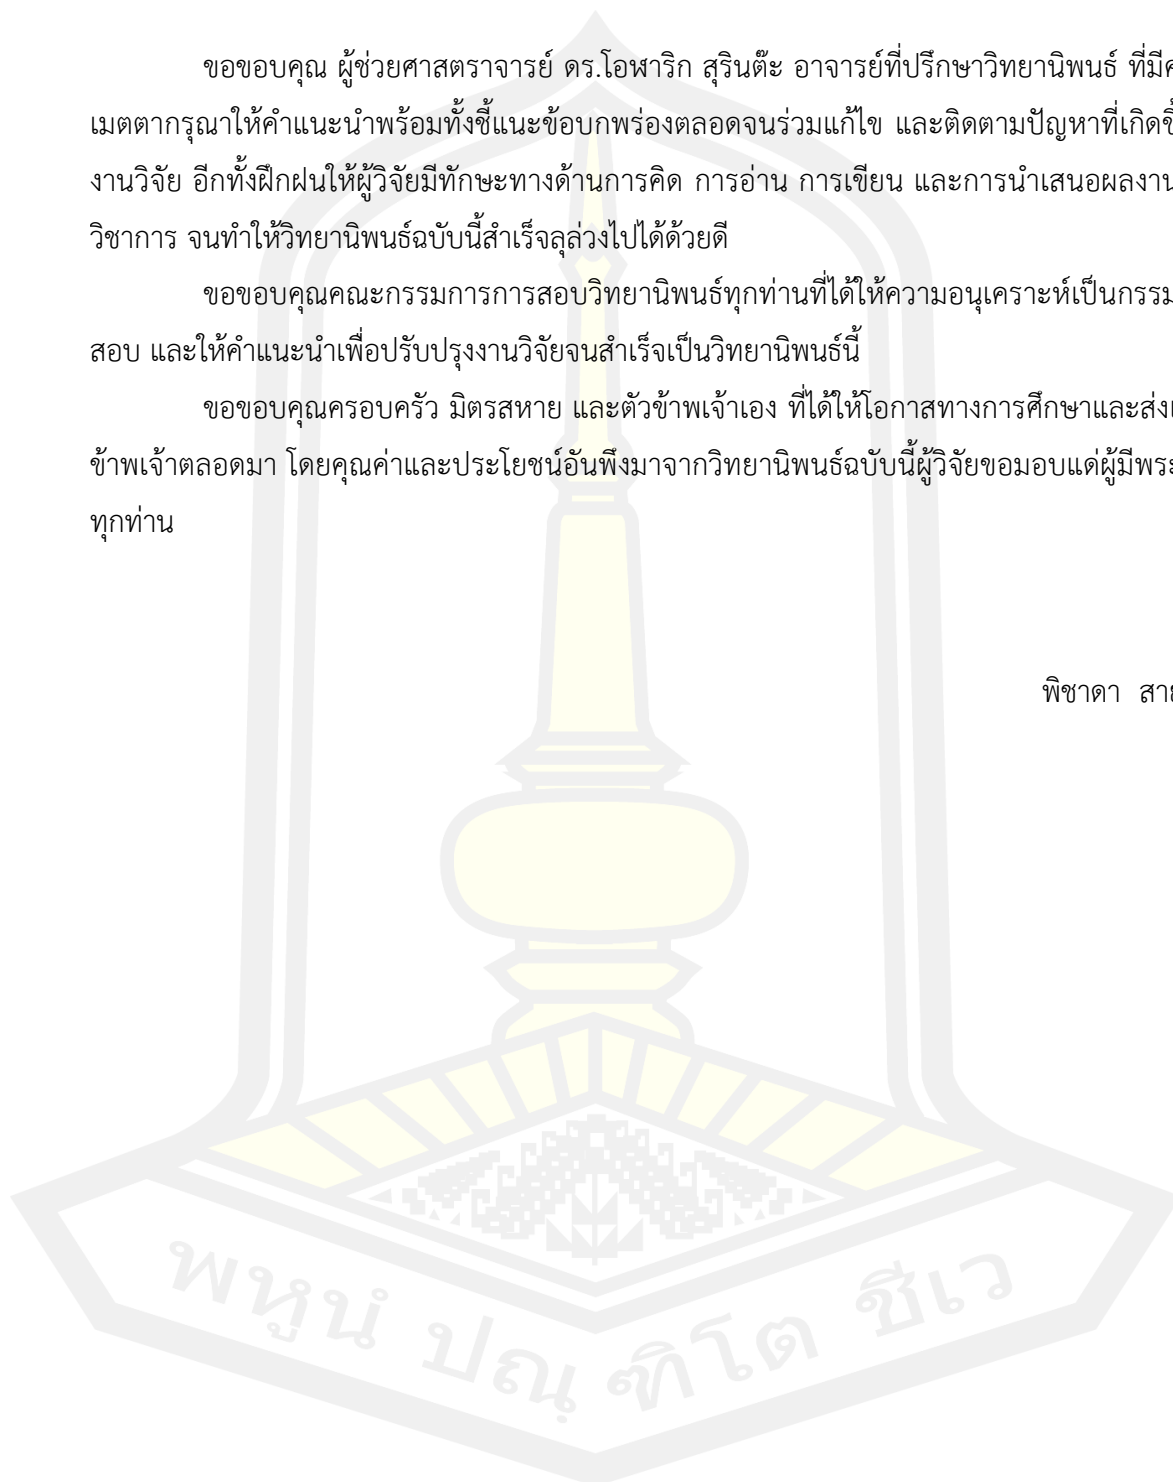 ขอขอบคุณ ผู้ช่วยศาสตราจารย์ ดร.โอฬาริก สุรินต๊ะ อาจารย์ที่ปรึกษาวิทยานิพนธ์ ที่มี
เมตตากรุณาให้คำแนะนำพร้อมทั้งชี้แนะข้อบกพร่องตลอดจนร่วมแก้ไข และติดตามปัญหาที่เกิด
งานวิจัย อีกทั้งฝึกฝนให้ผู้วิจัยมีทักษะทางด้านการคิด การอ่าน การเขียน และการนำเสนอผลงาน
วิชาการ จนทำให้วิทยานิพนธ์ฉบับนี้สำเร็จลุล่วงไปได้ด้วยดี
ขอขอบคุณคณะกรรมการการสอบวิทยานิพนธ์ทุกท่านที่ได้ให้ความอนุเคราะห์เป็นกรรม
สอบ และให้คำแนะนำเพื่อปรับปรุงงานวิจัยจนสำเร็จเป็นวิทยานิพนธ์นี้
ขอขอบคุณครอบครัว มิตรสหาย และตัวข้าพเจ้าเอง ที่ได้ให้โอกาสทางการศึกษาและส่ง
ข้าพเจ้าตลอดมา โดยคุณค่าและประโยชน์อันพึงมาจากวิทยานิพนธ์ฉบับนี้ผู้วิจัยขอมอบแด่ผู้มีพระ
ทุกท่าน
พิชาดา สาย
พหูนํ ปณฺฑิโต ชีเว